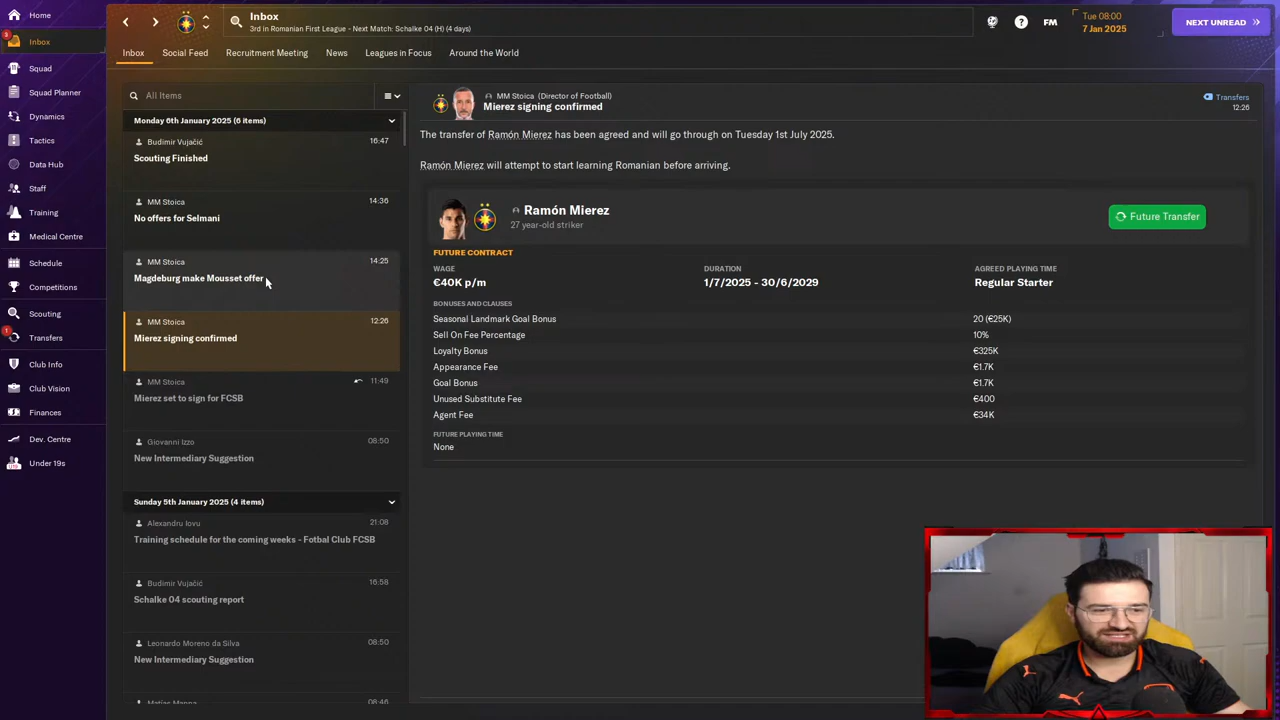 Home
3
Inbox
Squad
Squad Planner
Dynamics
Tactics
Data Hub
Staff
Training
Medical Centre
Schedule
Competitions
Scouting
1
Transfers
Club Info
Club Vision
Finances
Dev. Centre
Under 19s
Inbox
3rd in Romanian First League - Next Match: Schalke 04 (H) (4 days)
?
FM
Tue 08:00
7 Jan 2025
NEXT UNREAD
Inbox
Social Feed
Recruitment Meeting
News
Leagues in Focus
Around the World
All Items
Monday 6th January 2025 (6 items)
Budimir Vujačić
16:47
Scouting Finished
MM Stoica
14:36
No offers for Selmani
MM Stoica
14:25
Magdeburg make Mousset offer
MM Stoica
12:26
Mierez signing confirmed
MM Stoica
11:49
Mierez set to sign for FCSB
Giovanni Izzo
08:50
New Intermediary Suggestion
Sunday 5th January 2025 (4 items)
Alexandru Iovu
21:08
Training schedule for the coming weeks - Fotbal Club FCSB
Budimir Vujačić
16:58
Schalke 04 scouting report
Leonardo Moreno da Silva
08:50
New Intermediary Suggestion
08:46
MM Stoica (Director of Football)
Mierez signing confirmed
Transfers
12:26
The transfer of Ramón Mierez has been agreed and will go through on Tuesday 1st July 2025.
Ramón Mierez will attempt to start learning Romanian before arriving.
Ramón Mierez
27 year-old striker
Future Transfer
FUTURE CONTRACT
WAGE
DURATION
AGREED PLAYING TIME
€40K p/m
1/7/2025 - 30/6/2029
Regular Starter
BONUSES AND CLAUSES
Seasonal Landmark Goal Bonus
20 (€25K)
Sell On Fee Percentage
10%
Loyalty Bonus
€325K
Appearance Fee
€1.7K
Goal Bonus
€1.7K
Unused Substitute Fee
€400
Agent Fee
€34K
FUTURE PLAYING TIME
None